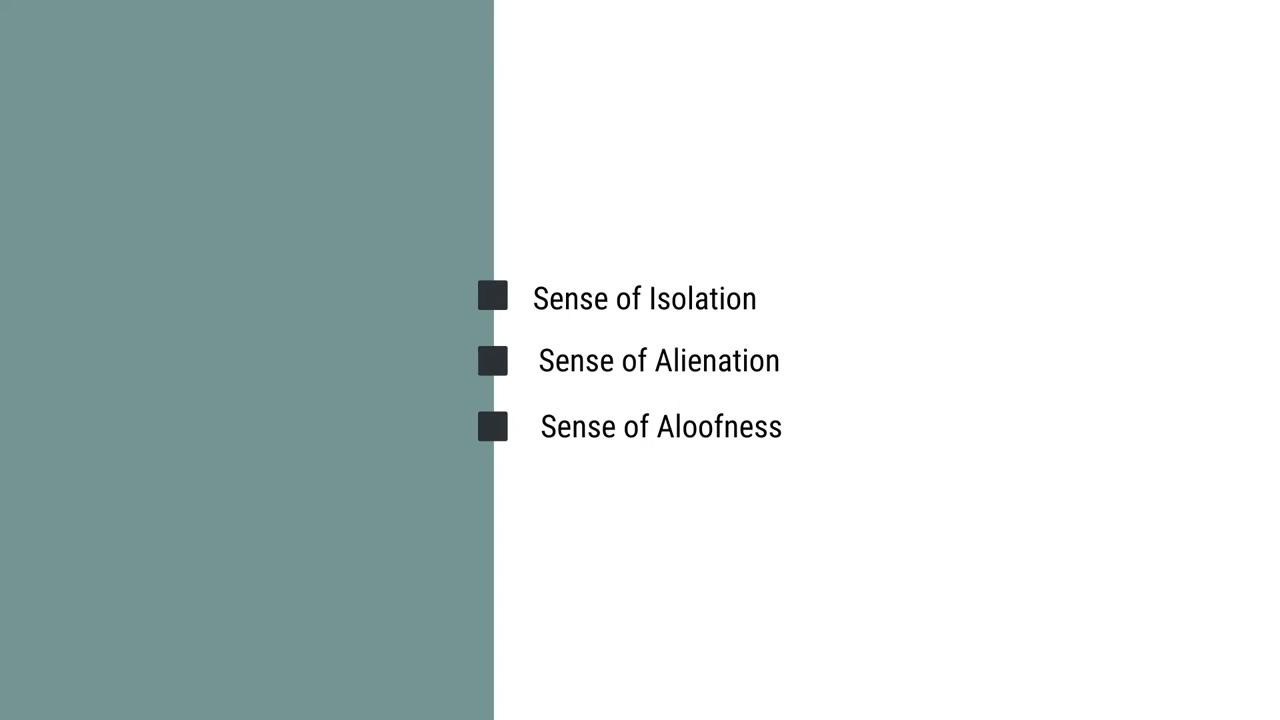 Sense of Isolation
Sense of Alienation
Sense of Aloofness